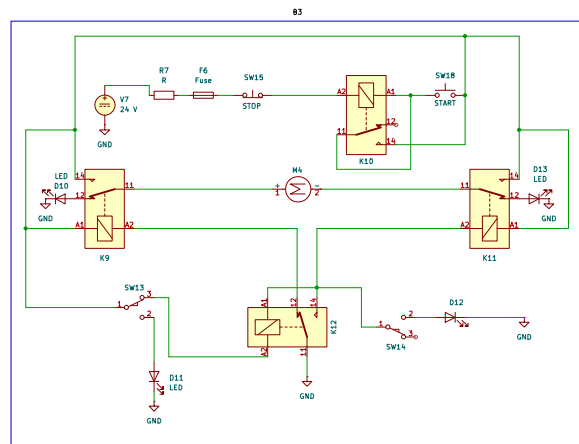 B3
R7
R
F6
Fuse
SW15
STOP
V7
24 V
GND
A2
A1
11
12
14
K10
SW18
START
LED
D10
GND
14
12
A1
11
A2
K9
M4
+
1
−
2
11
A2
14
12
A1
K11
D13
LED
GND
SW13
1
3
2
D11
LED
GND
A1
A2
12
14
11
K12
GND
1
2
3
SW14
D12
GND